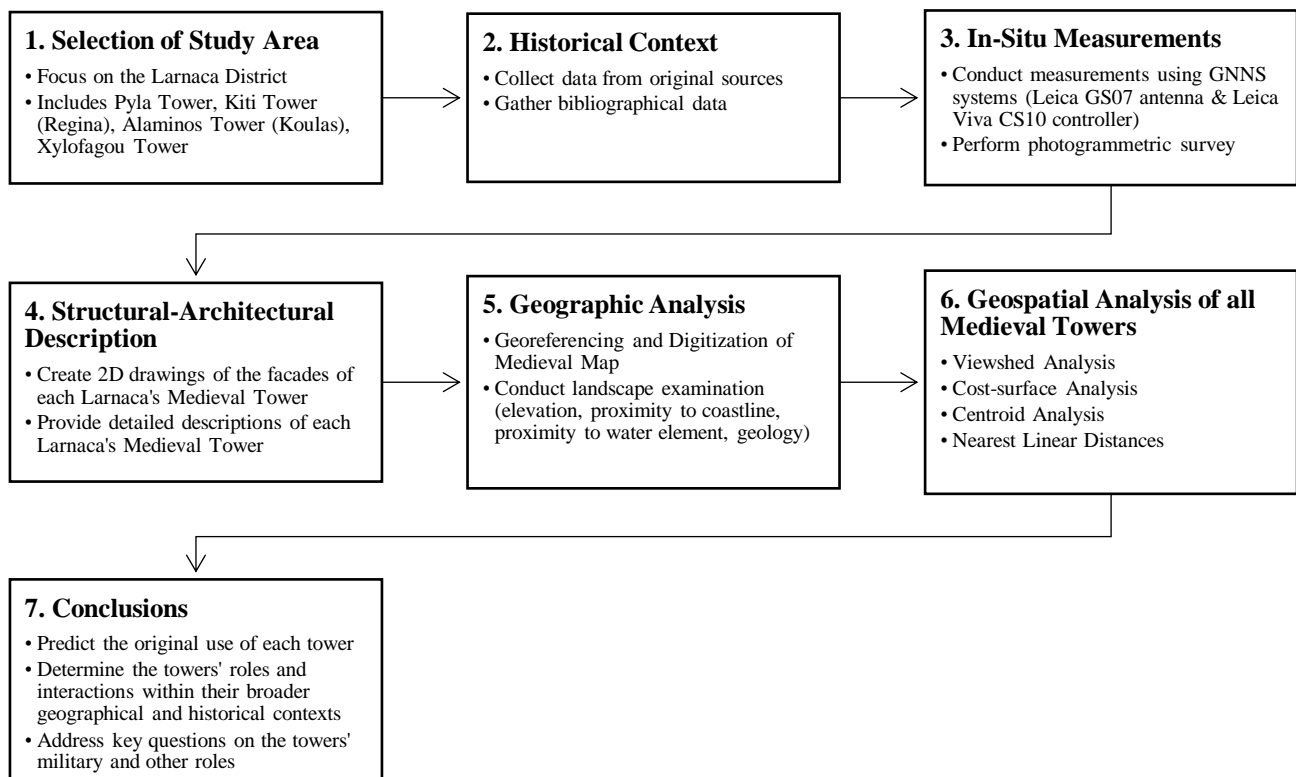 1. Selection of Study Area
• Focus on the Larnaca District
• Includes Pyla Tower, Kiti Tower
(Regina), Alaminos Tower (Koulas),
Xylofagou Tower
2. Historical Context
• Collect data from original sources
• Gather bibliographical data
3. In-Situ Measurements
• Conduct measurements using GNNS
systems (Leica GS07 antenna & Leica
Viva CS10 controller)
• Perform photogrammetric survey
4. Structural-Architectural
Description
• Create 2D drawings of the facades of
each Larnaca's Medieval Tower
• Provide detailed descriptions of each
Larnaca's Medieval Tower
5. Geographic Analysis
• Georeferencing and Digitization of
Medieval Map
• Conduct landscape examination
(elevation, proximity to coastline,
proximity to water element, geology)
6. Geospatial Analysis of all
Medieval Towers
• Viewshed Analysis
• Cost-surface Analysis
• Centroid Analysis
• Nearest Linear Distances
7. Conclusions
• Predict the original use of each tower
• Determine the towers' roles and
interactions within their broader
geographical and historical contexts
• Address key questions on the towers'
military and other roles